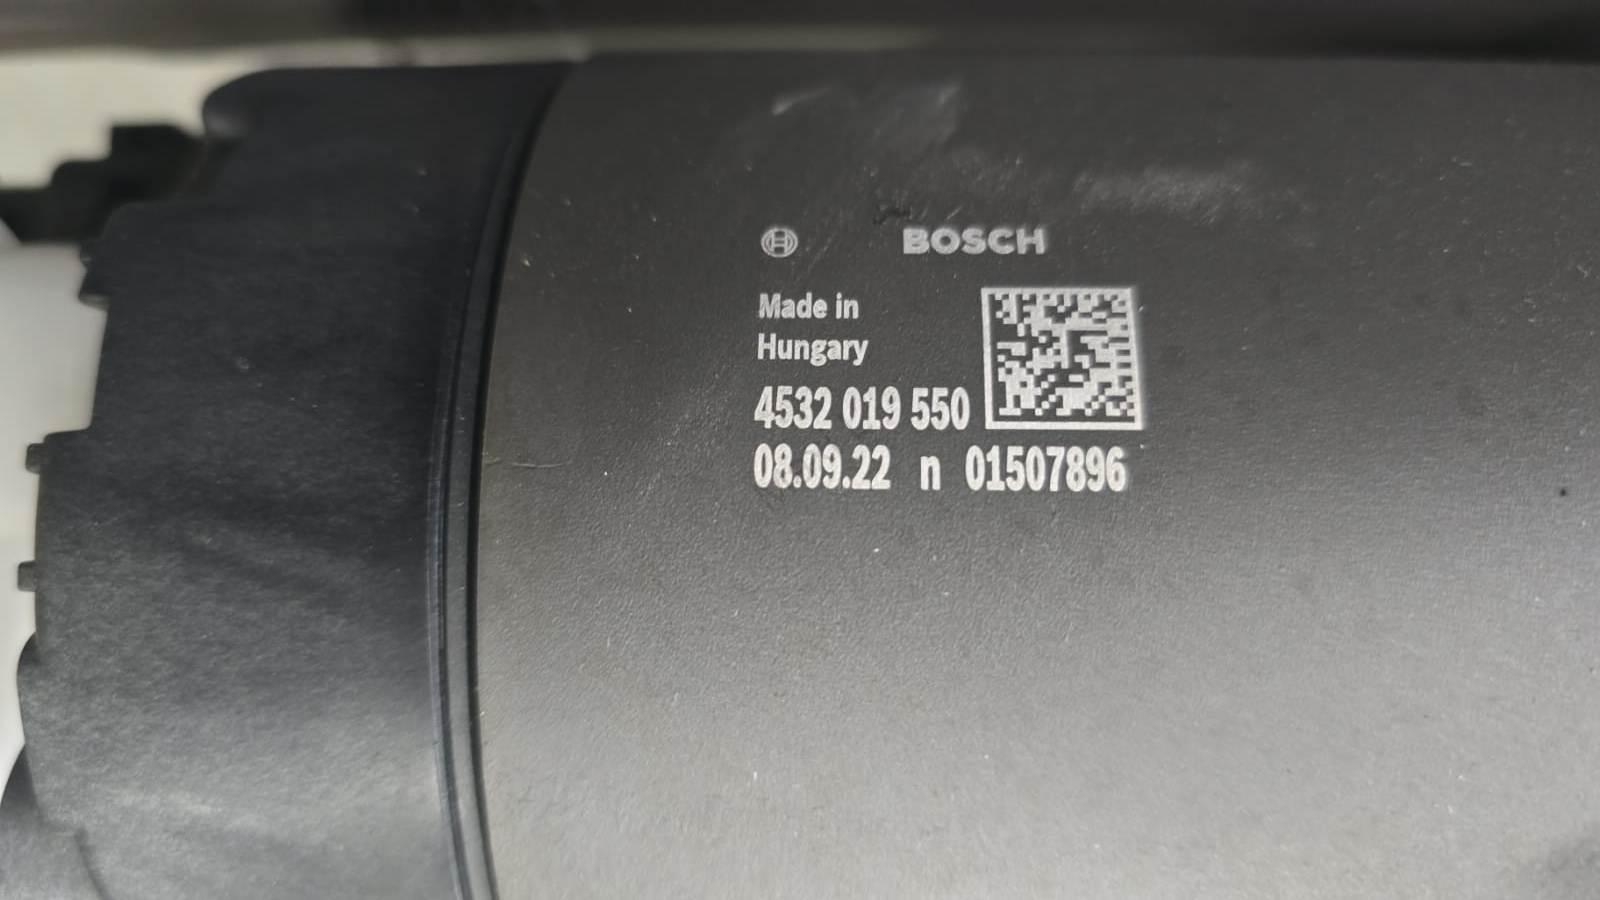 BOSCH
Made in
Hungary
4532 019 550
08.09.22 n 01507896